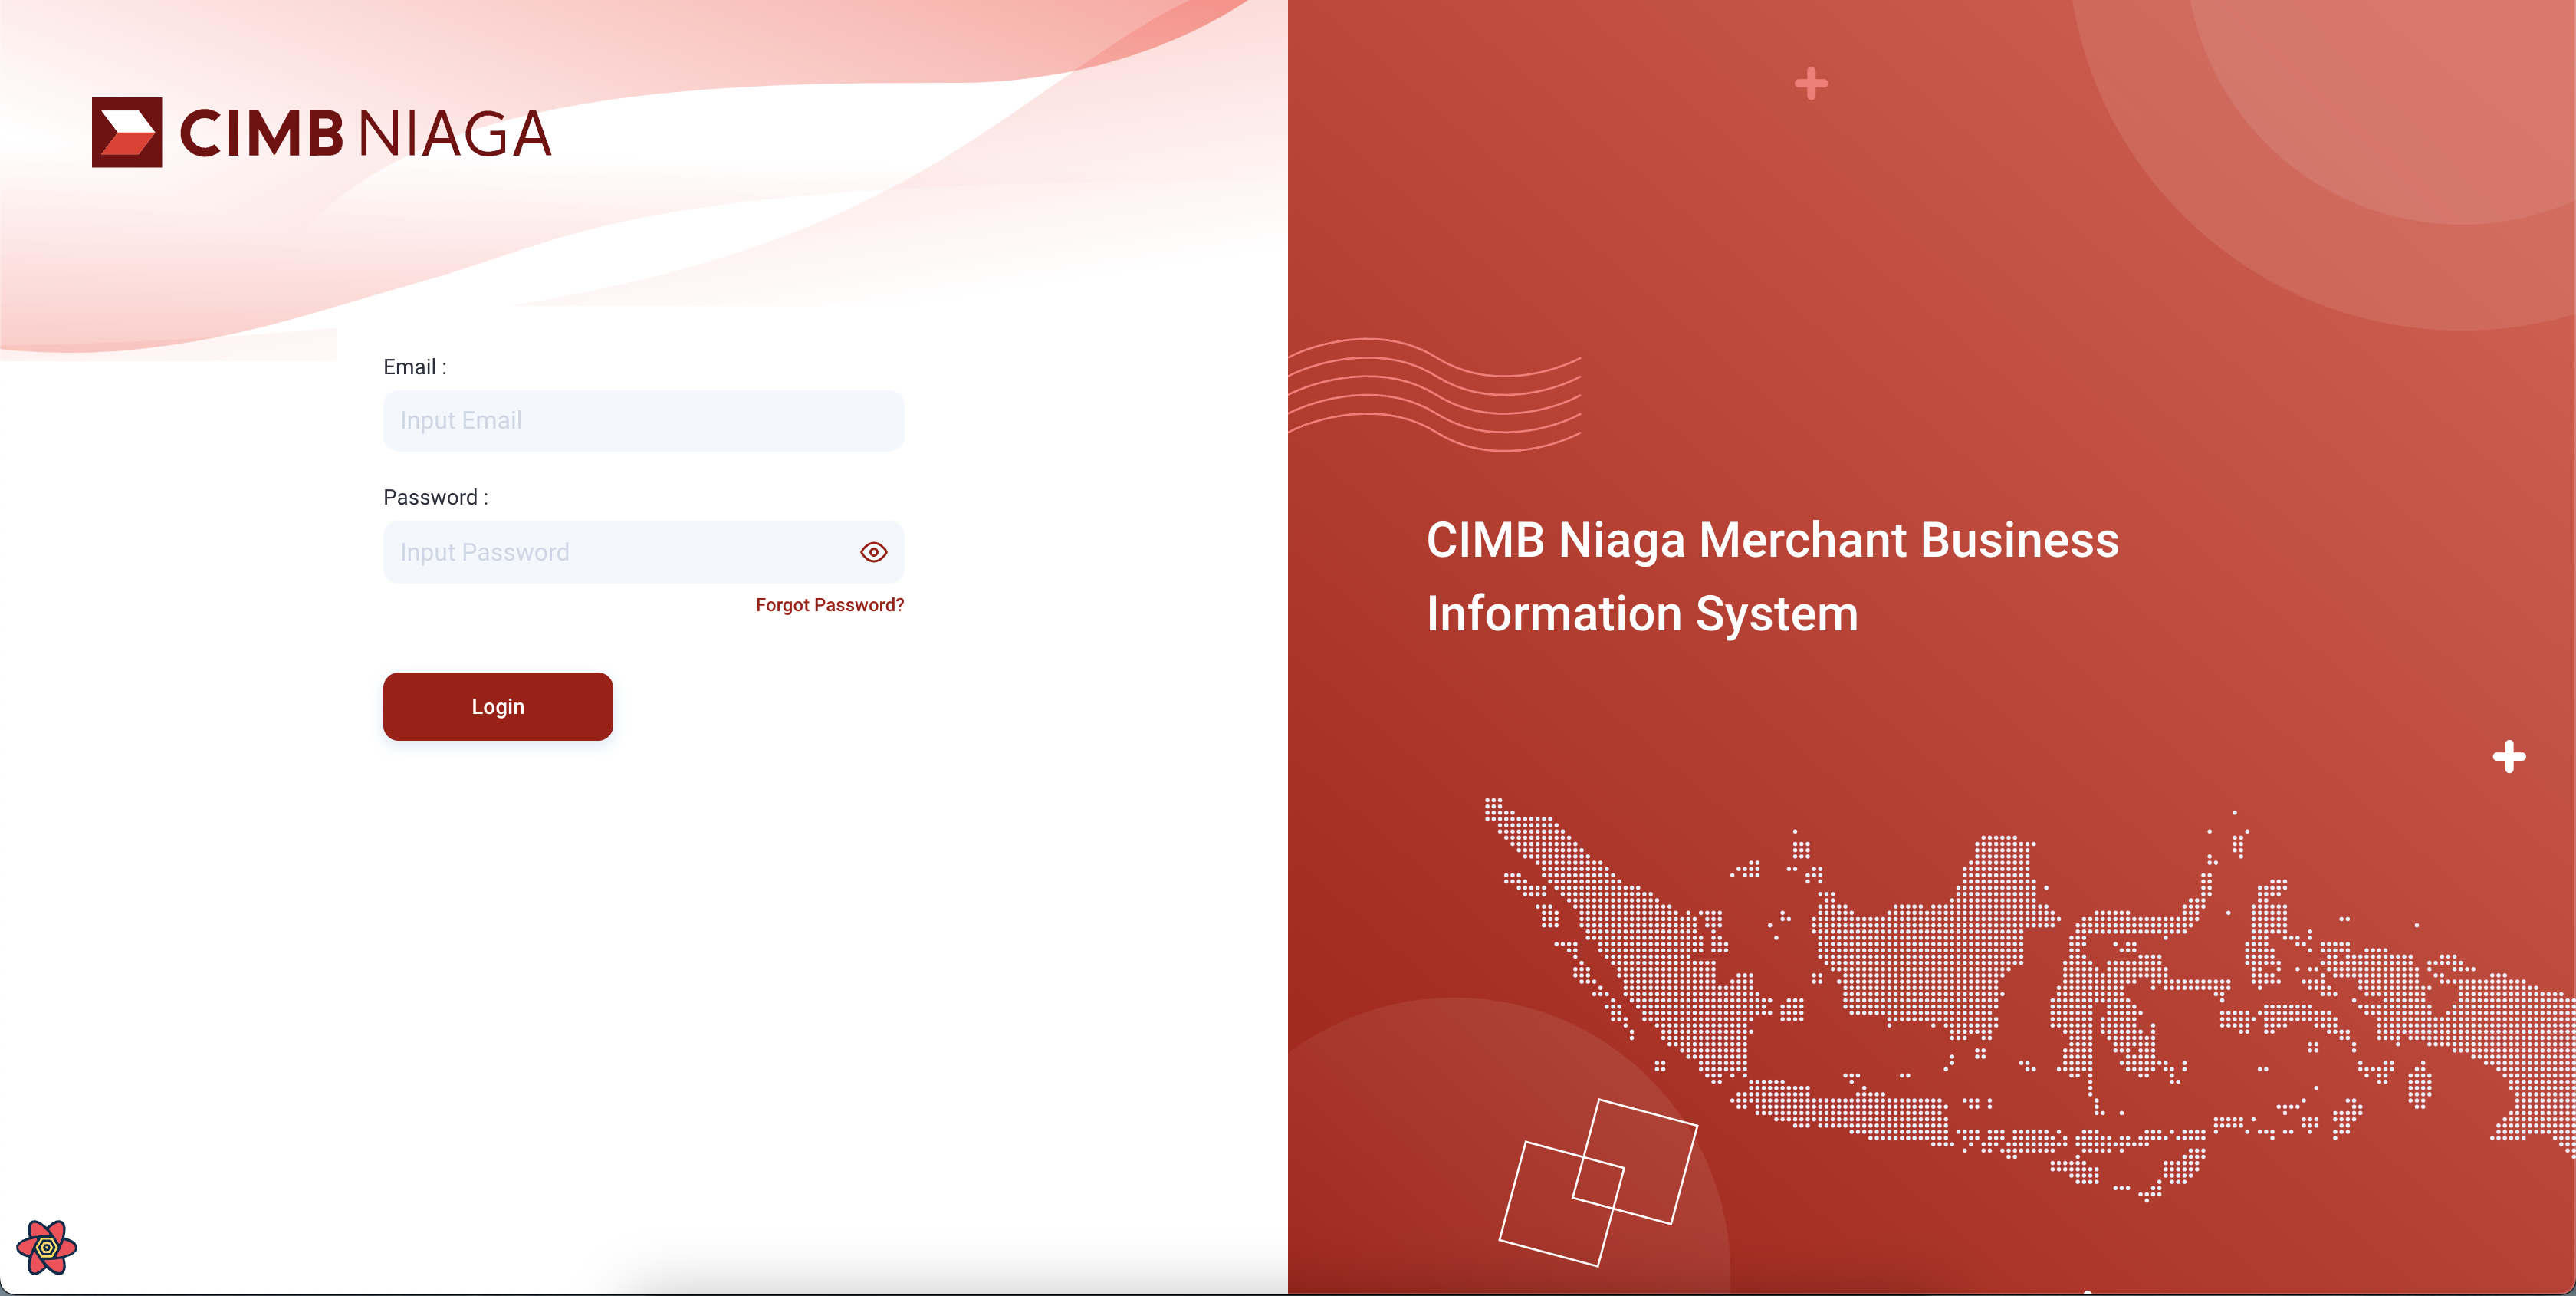 CIMB NIAGA
Email :
Input Email
Password :
Input Password
Forgot Password?
Login
CIMB Niaga Merchant Business
Information System